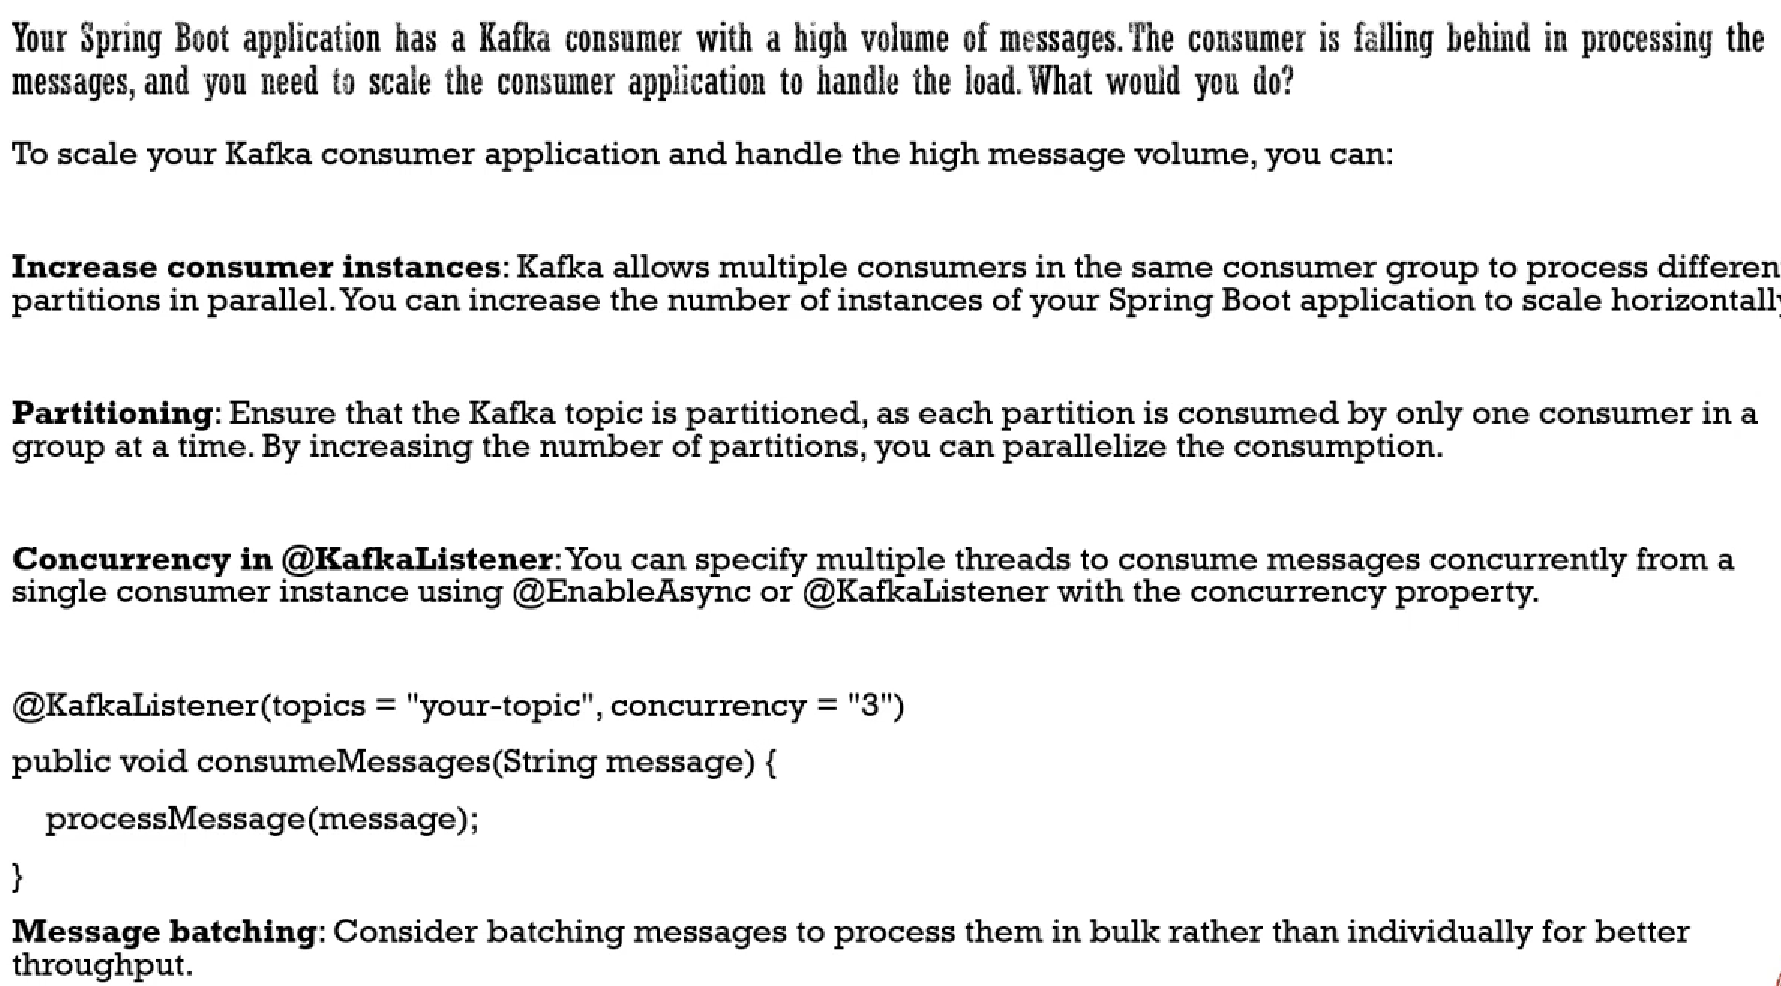 Your Spring Boot application has a Kafka consumer with a high volume of messages. The consumer is falling behind in processing the
messages, and you need to scale the consumer application to handle the load. What would you do?
To scale your Kafka consumer application and handle the high message volume, you can:
Increase consumer instances: Kafka allows multiple consumers in the same consumer group to process differen
partitions in parallel. You can increase the number of instances of your Spring Boot application to scale horizontally
Partitioning: Ensure that the Kafka topic is partitioned, as each partition is consumed by only one consumer in a
group at a time. By increasing the number of partitions, you can parallelize the consumption.
Concurrency in @KafkaListener: You can specify multiple threads to consume messages concurrently from a
single consumer instance using @EnableAsync or @KafkaListener with the concurrency property.
@KafkaListener(topics = "your-topic", concurrency = "3")
public void consumeMessages(String message) {
processMessage(message);
}
Message batching: Consider batching messages to process them in bulk rather than individually for better
throughput.